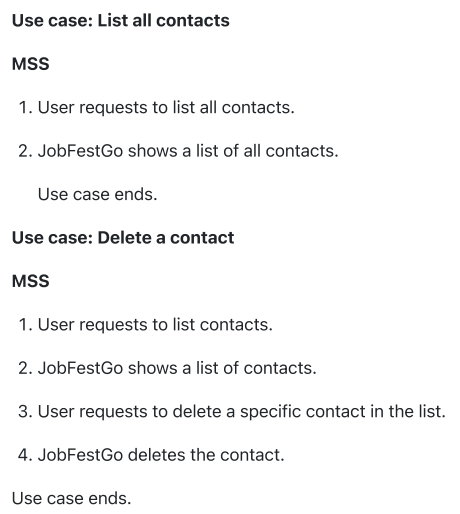 Use case: List all contacts
MSS
1. User requests to list all contacts.
2. JobFestGo shows a list of all contacts.
Use case ends.
Use case: Delete a contact
MSS
1. User requests to list contacts.
2. JobFestGo shows a list of contacts.
3. User requests to delete a specific contact in the list.
4. JobFestGo deletes the contact.
Use case ends.